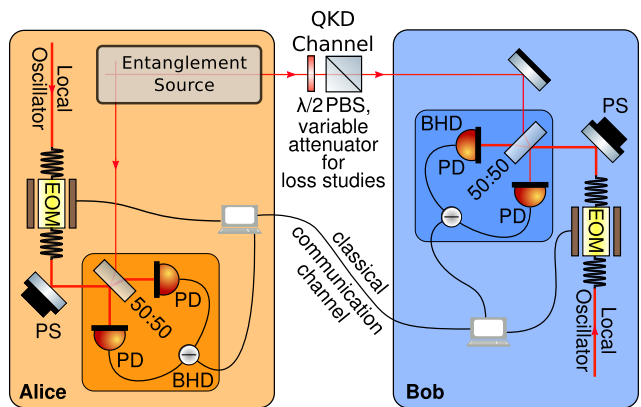 QKD
Channel
Entanglement
Source
λ/2 PBS,
variable
attenuator
for
loss studies
Local
Oscillator
EOM
PS
50:50
PD
PD
BHD
Alice
classical
communication
channel
BHD
PD
50:50
PD
PS
EOM
Local
Oscillator
Bob